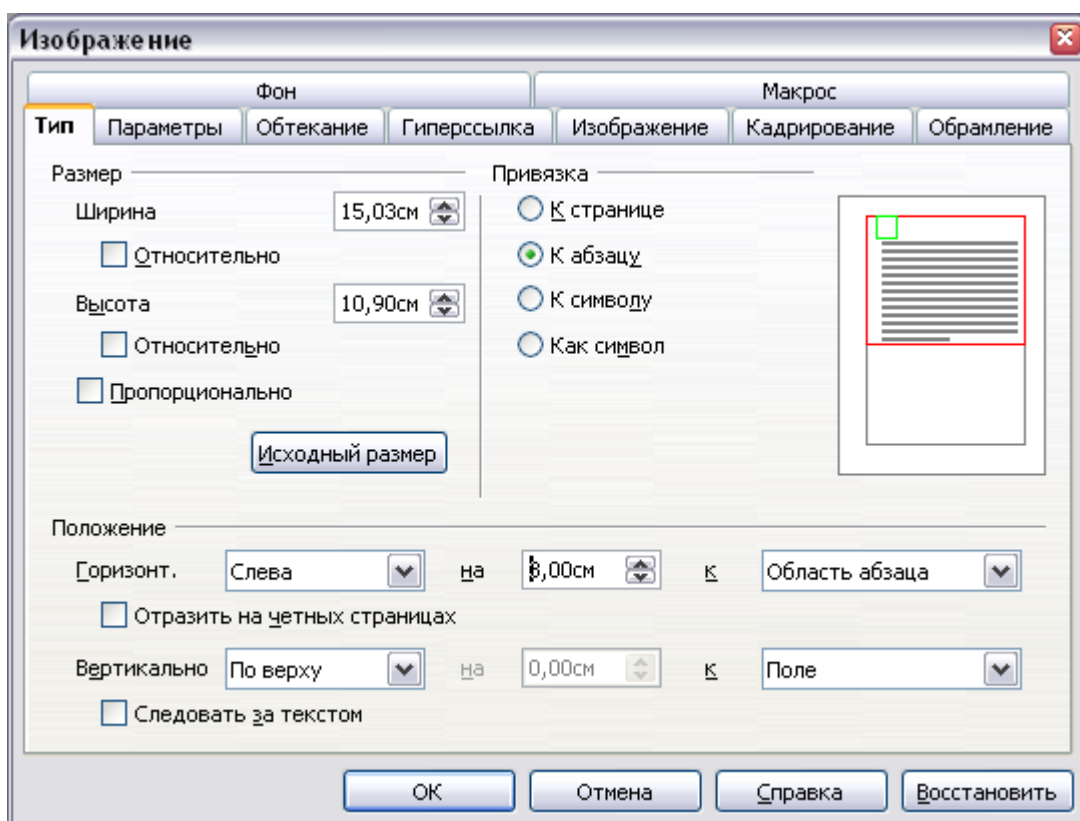 Изображение
Фон Макрос
Тип Параметры Обтекание Гиперссылка Изображение Кадрирование Обрамление
Размер Привязка
Ширина 15,03см К странице
Относительно К абзацу
Высота 10,90см К символу
Относительно Как символ
Пропорционально
Исходный размер
Положение
Горизонт. Слева на 3,00см к Область абзаца
Отразить на четных страницах
Вертикально По верху на 0,00см к Поле
Следовать за текстом
ОК Отмена Справка Восстановить